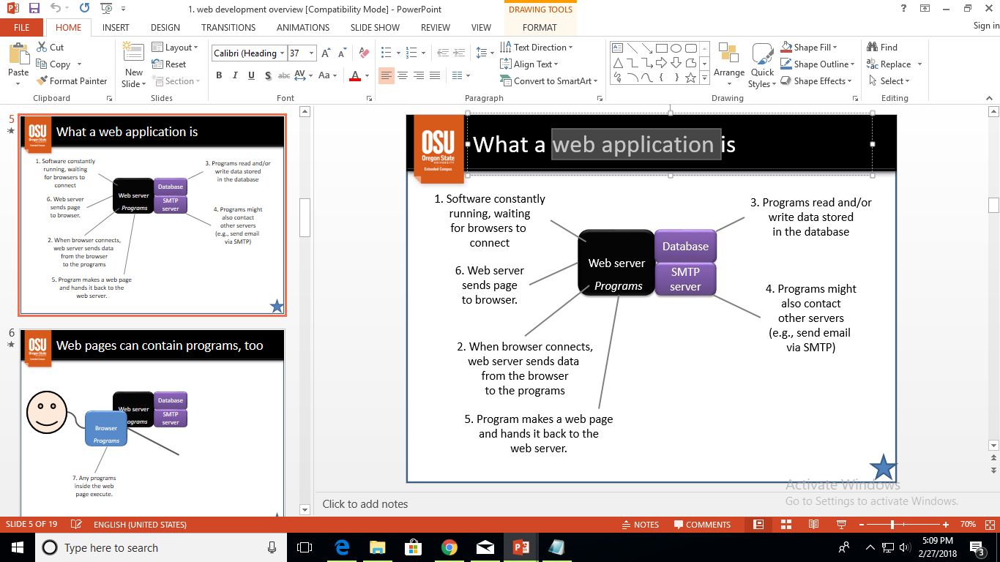 1. web development overview [Compatibility Mode] - PowerPoint
DRAWING TOOLS
?
FILE HOME INSERT DESIGN TRANSITIONS ANIMATIONS SLIDE SHOW REVIEW VIEW FORMAT Sign in
Paste
Cut
Copy
Format Painter
Clipboard
New
Slide
Layout
Reset
Section
Slides
Calibri (Heading 37
B I U S abc AV Aa A
Font
Text Direction
Align Text
Convert to SmartArt
Paragraph
Arrange
Quick
Styles
Shape Fill
Shape Outline
Shape Effects
Drawing
Find
Replace
Select
Editing
5
OSU
Oregon State
UNIVERSITY
What a web application is
1. Software constantly
running, waiting
for browsers to
connect
6. Web server
sends page
to browser.
2. When browser connects,
web server sends data
from the browser
to the programs
5. Program makes a web page
and hands it back to the
web server.
Web server
Programs
Database
SMTP
server
3. Programs read and/or
write data stored
in the database
4. Programs might
also contact
other servers
(e.g., send email
via SMTP)
6
OSU
Oregon State
Web pages can contain programs, too
Web server
ograms
Database
SMTP
server
Browser
Programs
7. Any programs
inside the web
page execute.
OSU
Oregon State
UNIVERSITY
Extended Campus
What a web application is
1. Software constantly
running, waiting
for browsers to
connect
6. Web server
sends page
to browser.
2. When browser connects,
web server sends data
from the browser
to the programs
5. Program makes a web page
and hands it back to the
web server.
Web server
Programs
Database
SMTP
server
3. Programs read and/or
write data stored
in the database
4. Programs might
also contact
other servers
(e.g., send email
via SMTP)
Activate Windows
Go to Settings to activate Windows.
Click to add notes
SLIDE 5 OF 19 ENGLISH (UNITED STATES) NOTES COMMENTS 70%
Type here to search
5:09 PM
2/27/2018
3